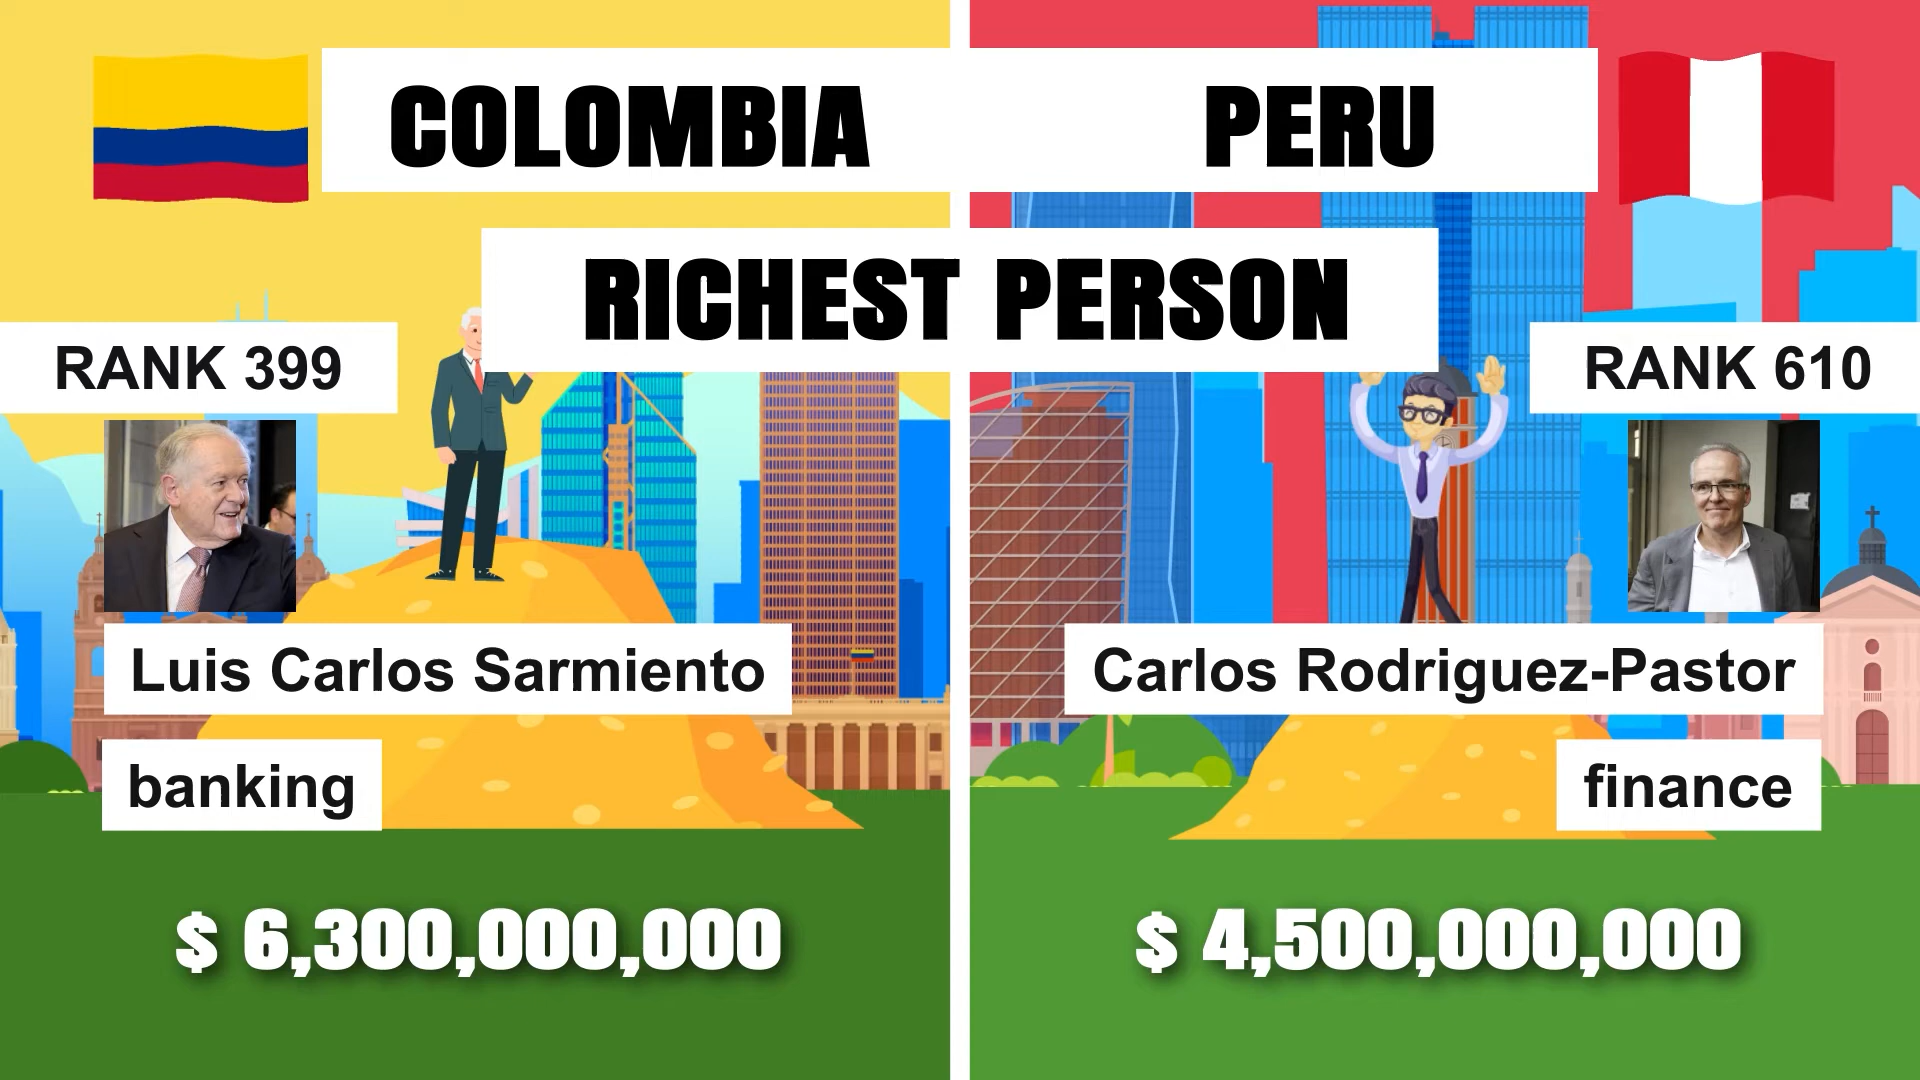 COLOMBIA
PERU
RICHEST PERSON
RANK 399
RANK 610
Luis Carlos Sarmiento
Carlos Rodriguez-Pastor
banking
finance
$ 6,300,000,000
$ 4,500,000,000